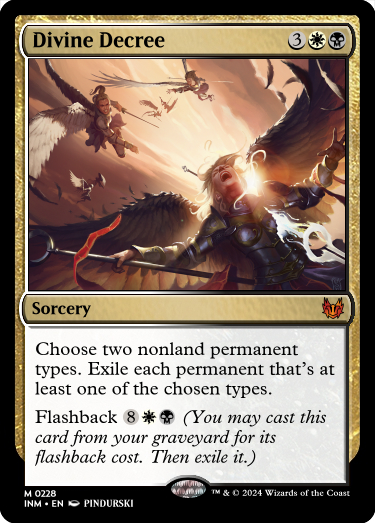 Divine Decree 3
Sorcery
Choose two nonland permanent
types. Exile each permanent that's at
least one of the chosen types.
Flashback 8 (You may cast this
card from your graveyard for its
flashback cost. Then exile it.)
M 0228
INM • EN PINDURSKI
™ & © 2024 Wizards of the Coast